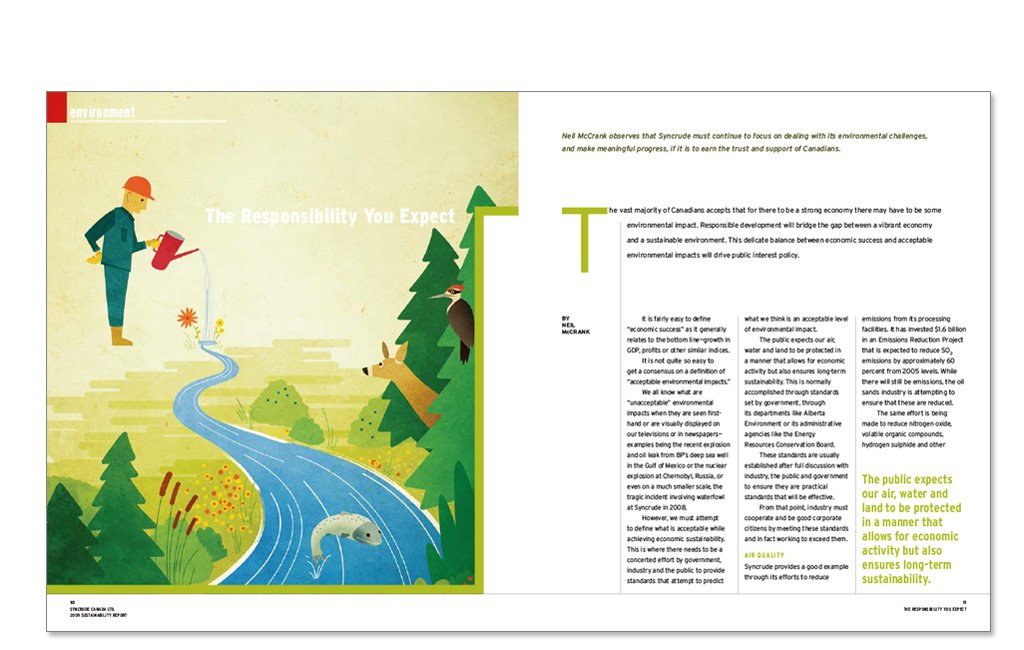 environment
The Responsibility You Expect
10
SYNCRUDE CANADA LTD.
2009 SUSTAINABILITY REPORT
Neil McCrank observes that Syncrude must continue to focus on dealing with its environmental challenges,
and make meaningful progress, if it is to earn the trust and support of Canadians.
The vast majority of Canadians accepts that for there to be a strong economy there may have to be some
environmental impact. Responsible development will bridge the gap between a vibrant economy
and a sustainable environment. This delicate balance between economic success and acceptable
environmental impacts will drive public interest policy.
BY
NEIL
McCRANK
It is fairly easy to define
"economic success" as it generally
relates to the bottom line—growth in
GDP, profits or other similar indices.
It is not quite so easy to
get a consensus on a definition of
"acceptable environmental impacts."
We all know what are
"unacceptable" environmental
impacts when they are seen first-
hand or are visually displayed on
our televisions or in newspapers—
examples being the recent explosion
and oil leak from BP's deep sea well
in the Gulf of Mexico or the nuclear
explosion at Chernobyl, Russia, or
even on a much smaller scale, the
tragic incident involving waterfowl
at Syncrude in 2008.
However, we must attempt
to define what is acceptable while
achieving economic sustainability.
This is where there needs to be a
concerted effort by government,
industry and the public to provide
standards that attempt to predict
what we think is an acceptable level
of environmental impact.
The public expects our air,
water and land to be protected in
a manner that allows for economic
activity but also ensures long-term
sustainability. This is normally
accomplished through standards
set by government, through
its departments like Alberta
Environment or its administrative
agencies like the Energy
Resources Conservation Board.
These standards are usually
established after full discussion with
industry, the public and government
to ensure they are practical
standards that will be effective.
From that point, industry must
cooperate and be good corporate
citizens by meeting these standards
and in fact working to exceed them.
AIR QUALITY
Syncrude provides a good example
through its efforts to reduce
emissions from its processing
facilities. It has invested $1.6 billion
in an Emissions Reduction Project
that is expected to reduce SO₂
emissions by approximately 60
percent from 2005 levels. While
there will still be emissions, the oil
sands industry is attempting to
ensure that these are reduced.
The same effort is being
made to reduce nitrogen oxide,
volatile organic compounds,
hydrogen sulphide and other
The public expects
our air, water and
land to be protected
in a manner that
allows for economic
activity but also
ensures long-term
sustainability.
11
THE RESPONSIBILITY YOU EXPECT